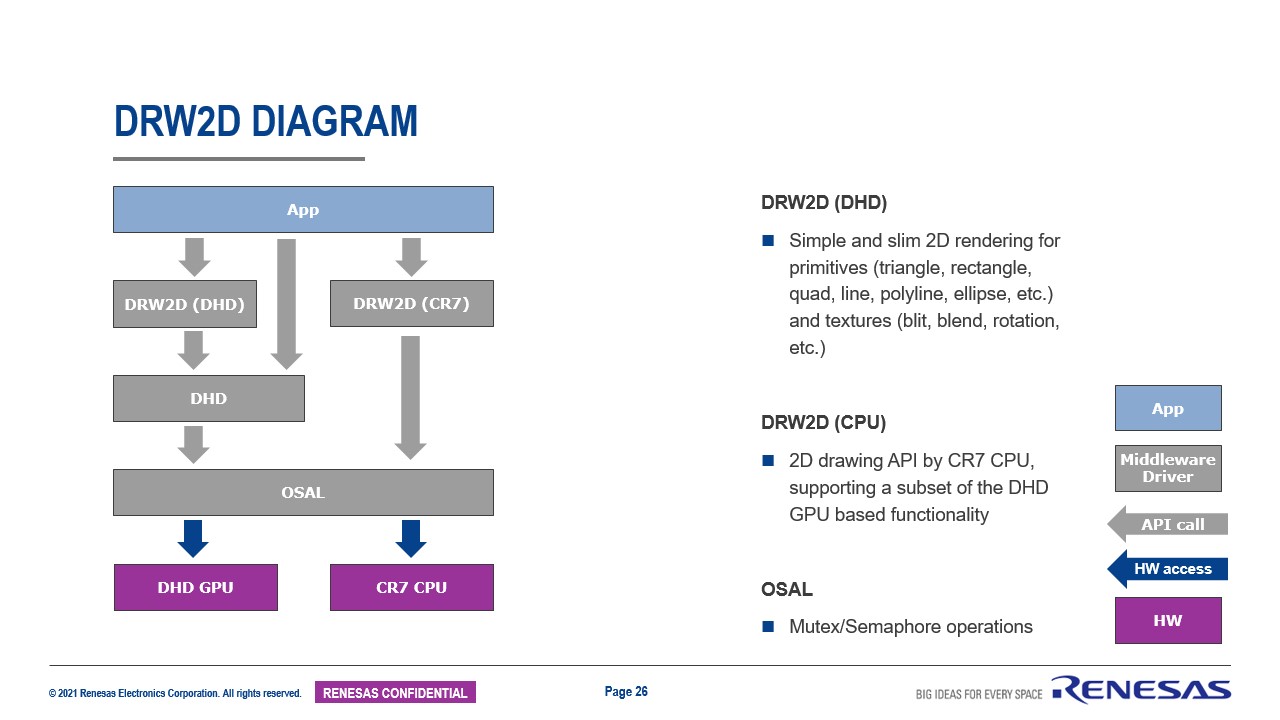 DRW2D DIAGRAM
App
DRW2D (DHD)
DRW2D (CR7)
DHD
OSAL
DHD GPU
CR7 CPU
DRW2D (DHD)
Simple and slim 2D rendering for
primitives (triangle, rectangle,
quad, line, polyline, ellipse, etc.)
and textures (blit, blend, rotation,
etc.)
DRW2D (CPU)
2D drawing API by CR7 CPU,
supporting a subset of the DHD
GPU based functionality
OSAL
Mutex/Semaphore operations
App
Middleware
Driver
API call
HW access
HW
© 2021 Renesas Electronics Corporation. All rights reserved.
RENESAS CONFIDENTIAL
Page 26
BIG IDEAS FOR EVERY SPACE
RENESAS